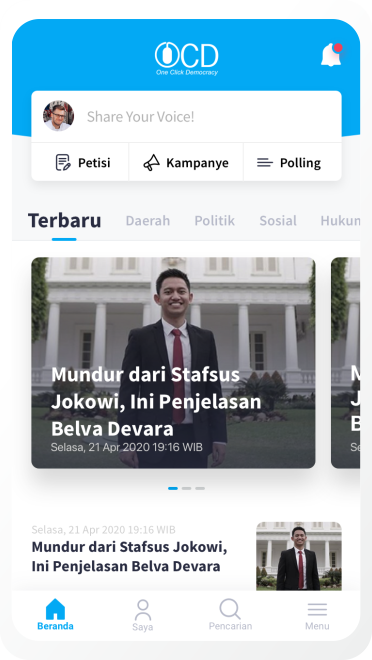 OCD
One Click Democracy
Share Your Voice!
Petisi Kampanye Polling
Terbaru Daerah Politik Sosial Hukun
Mundur dari Stafsus
Jokowi, Ini Penjelasan
Belva Devara
Selasa, 21 Apr 2020 19:16 WIB
Selasa, 21 Apr 2020 19:16 WIB
Mundur dari Stafsus Jokowi,
Ini Penjelasan Belva Devara
Beranda Saya Pencarian Menu